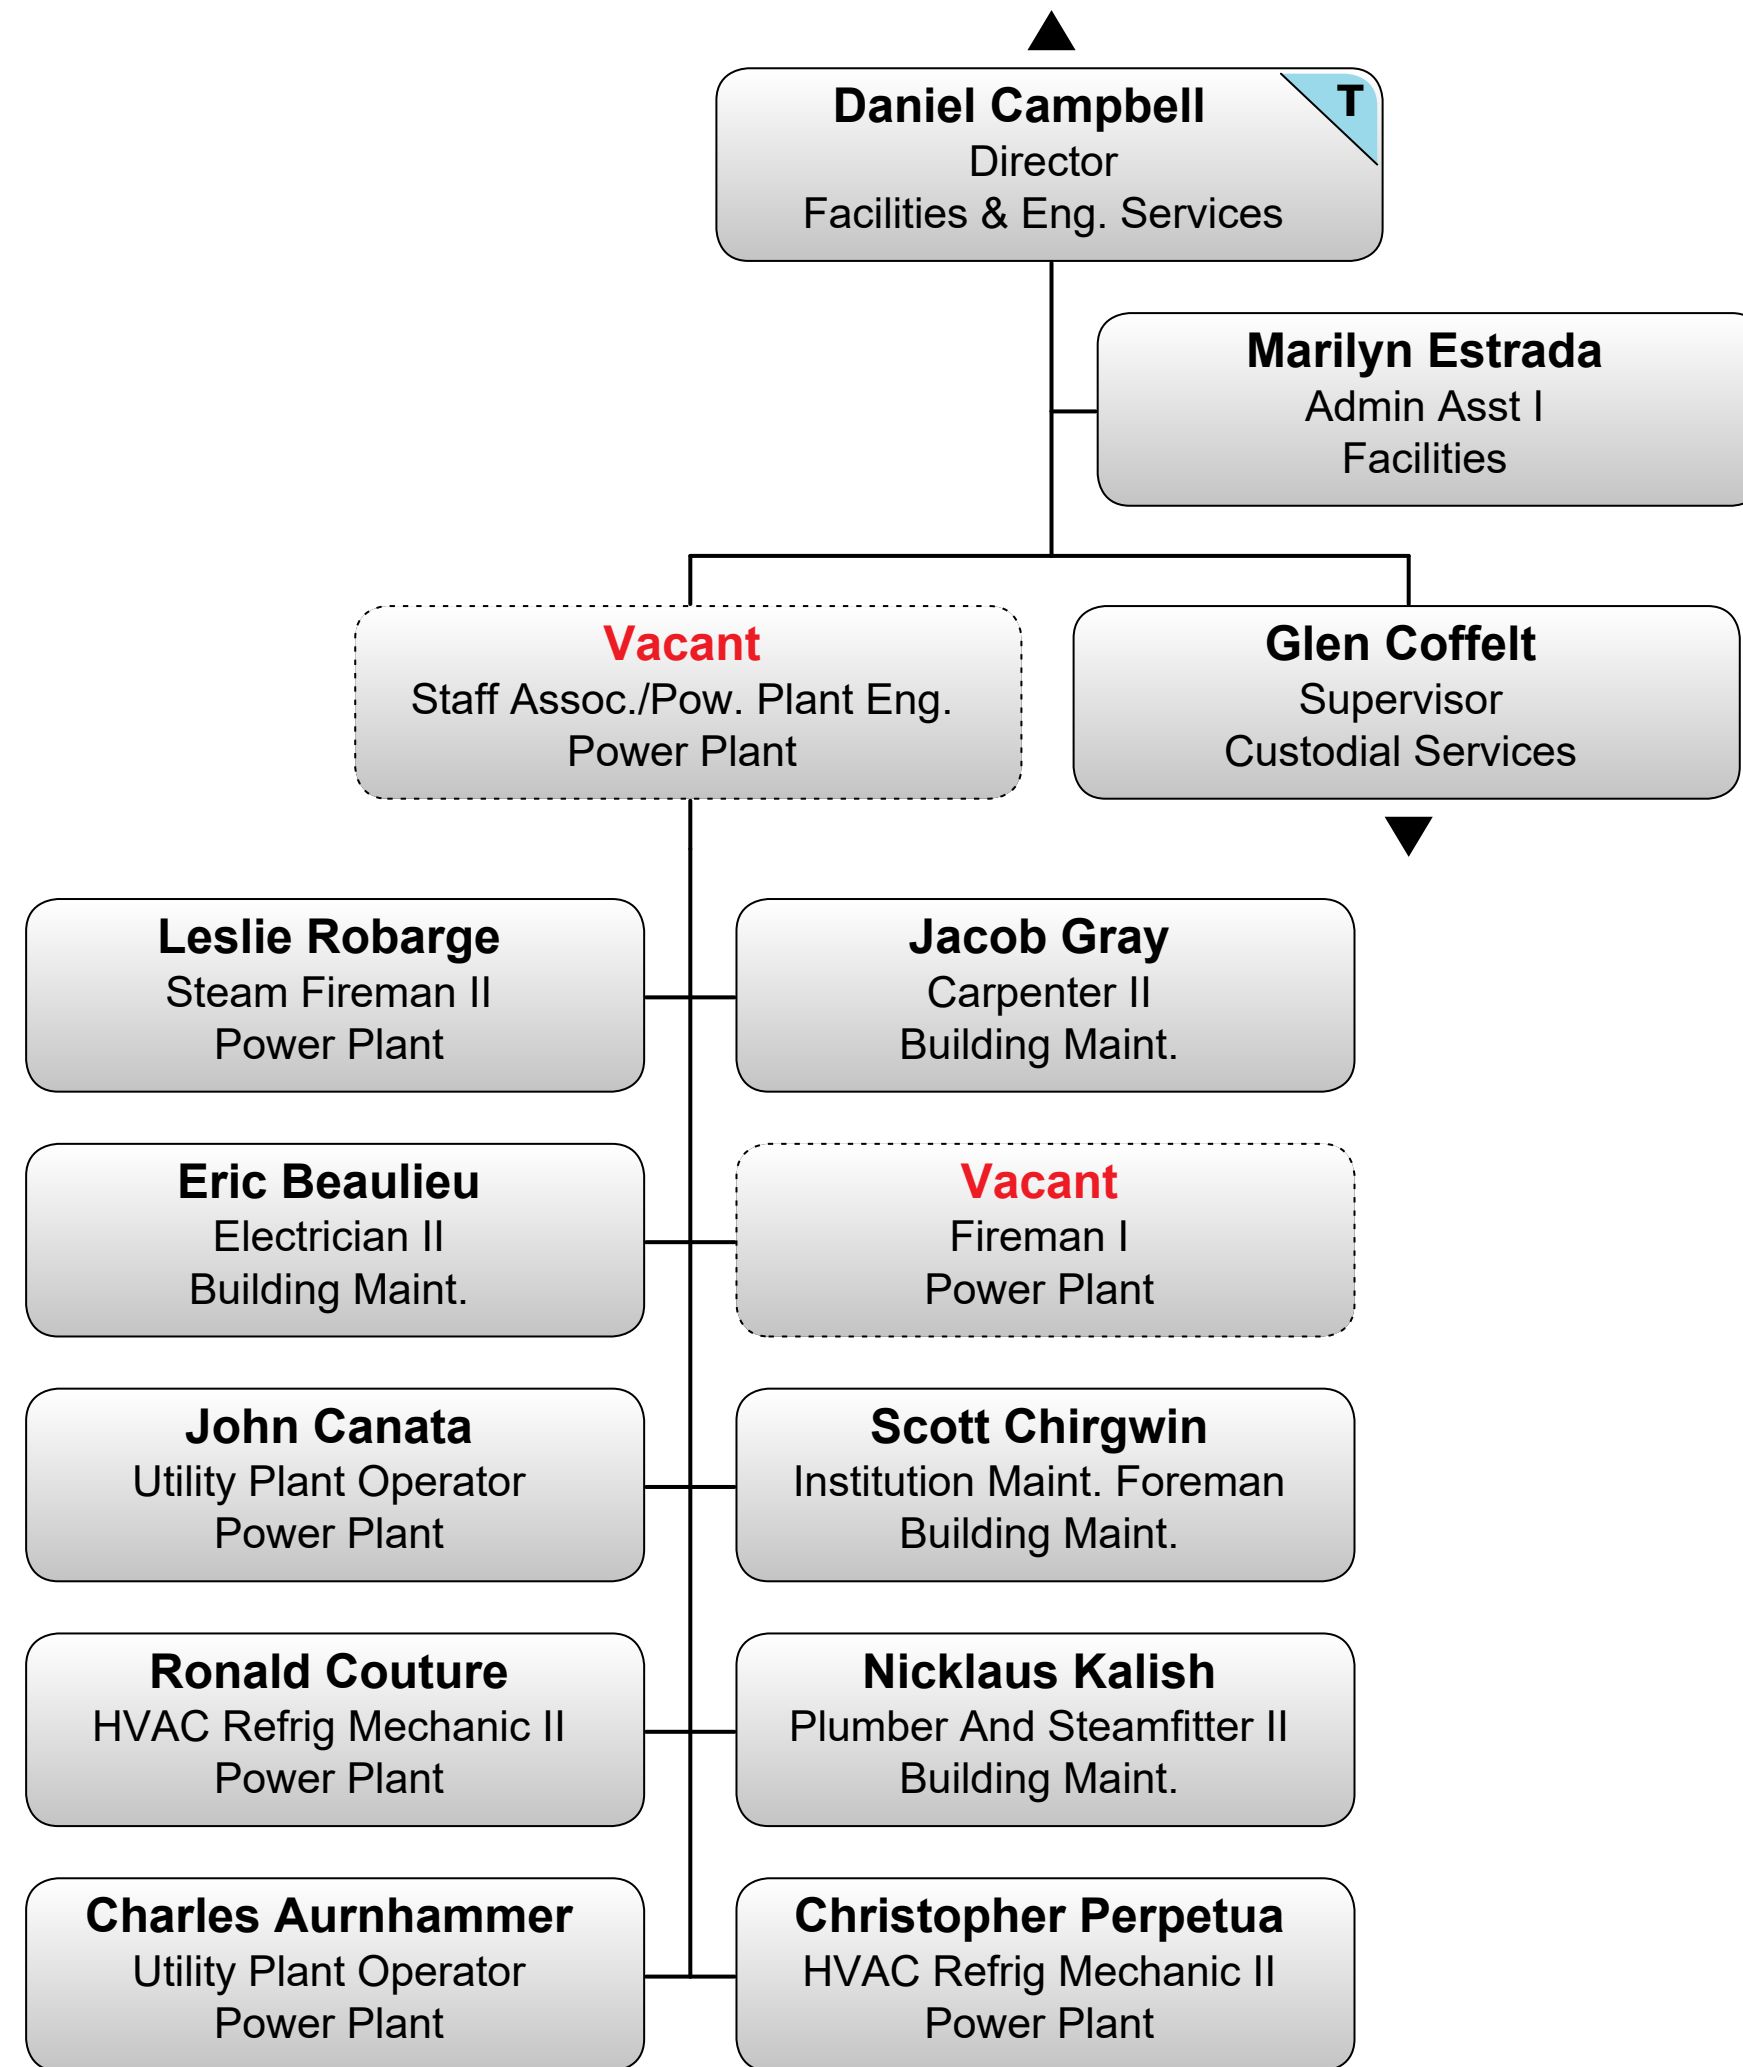 Daniel Campbell
T
Director
Facilities & Eng. Services
Marilyn Estrada
Admin Asst I
Facilities
Vacant
Staff Assoc./Pow. Plant Eng.
Power Plant
Glen Coffelt
Supervisor
Custodial Services
Leslie Robarge
Steam Fireman II
Power Plant
Jacob Gray
Carpenter II
Building Maint.
Eric Beaulieu
Electrician II
Building Maint.
Vacant
Fireman I
Power Plant
John Canata
Utility Plant Operator
Power Plant
Scott Chirgwin
Institution Maint. Foreman
Building Maint.
Ronald Couture
HVAC Refrig Mechanic II
Power Plant
Nicklaus Kalish
Plumber And Steamfitter II
Building Maint.
Charles Aurnhammer
Utility Plant Operator
Power Plant
Christopher Perpetua
HVAC Refrig Mechanic II
Power Plant